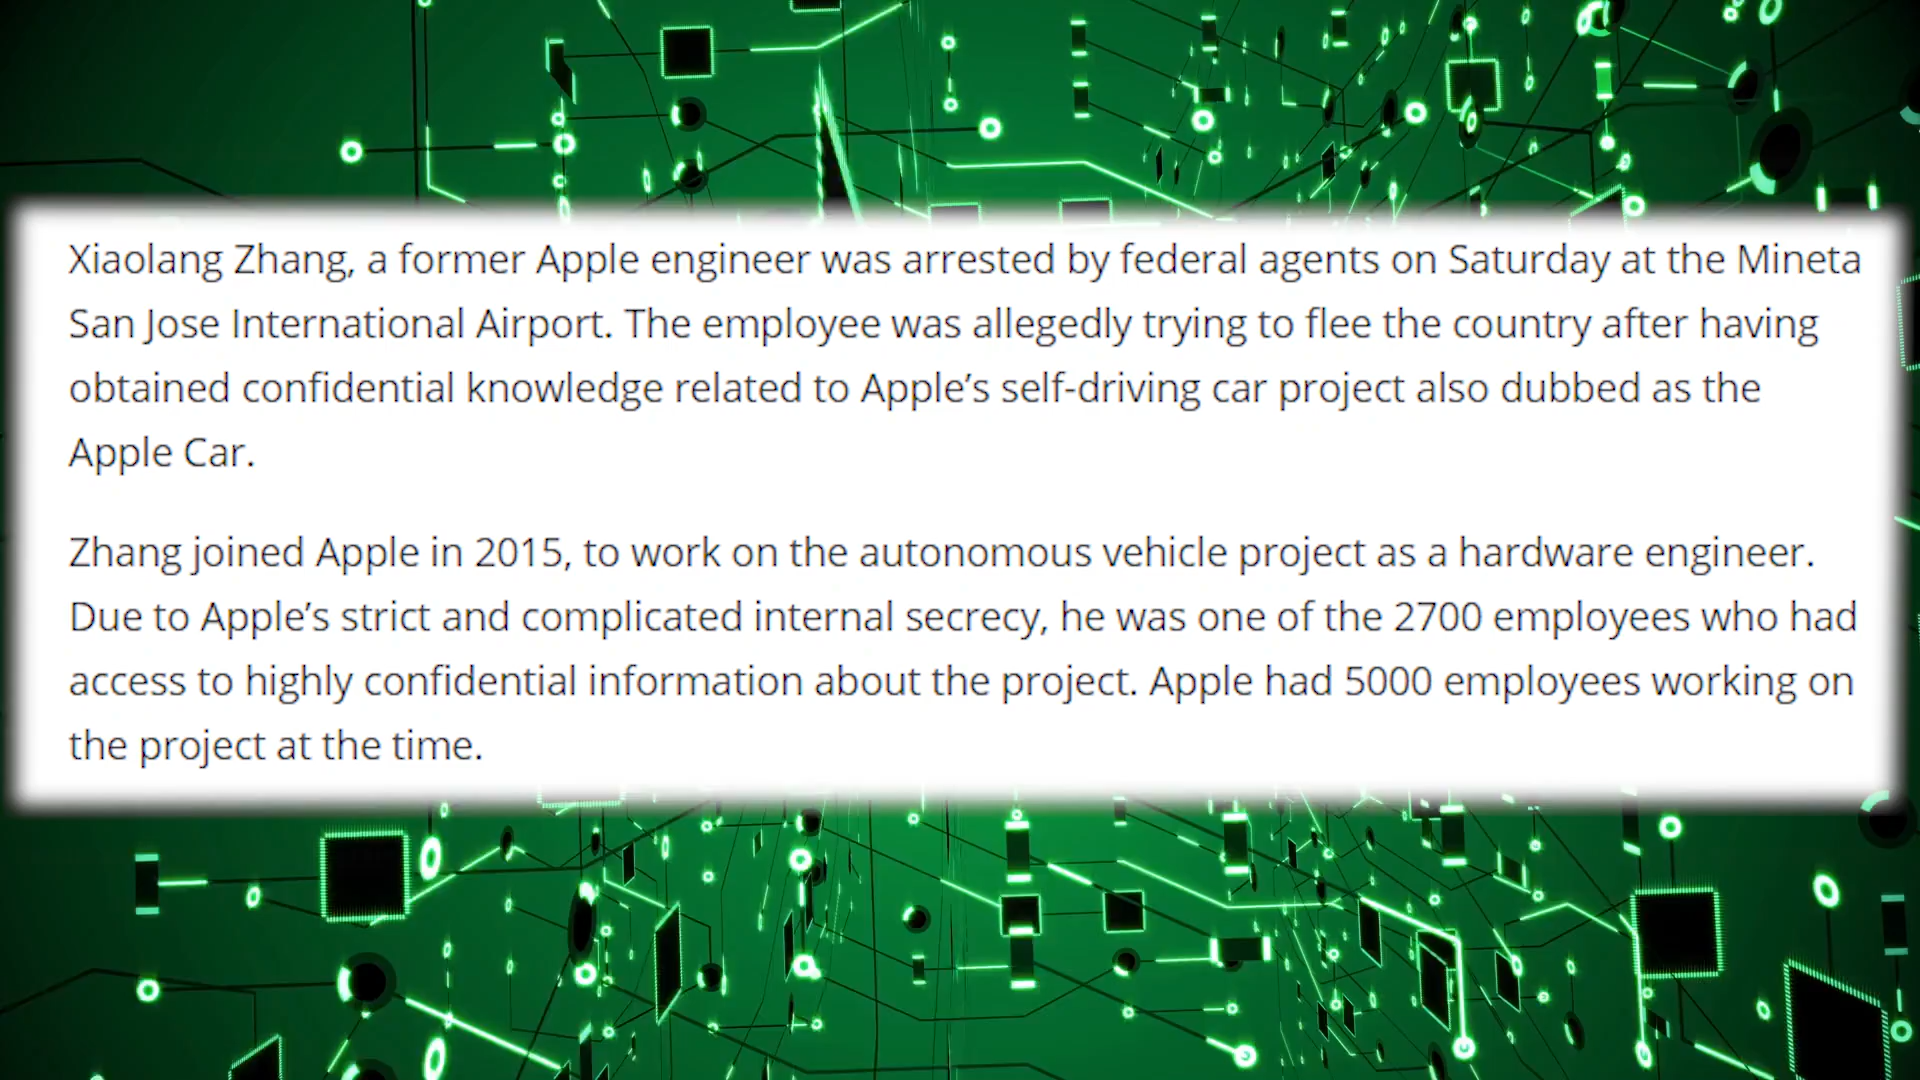 Xiaolang Zhang, a former Apple engineer was arrested by federal agents on Saturday at the Mineta
San Jose International Airport. The employee was allegedly trying to flee the country after having
obtained confidential knowledge related to Apple’s self-driving car project also dubbed as the
Apple Car.
Zhang joined Apple in 2015, to work on the autonomous vehicle project as a hardware engineer.
Due to Apple’s strict and complicated internal secrecy, he was one of the 2700 employees who had
access to highly confidential information about the project. Apple had 5000 employees working on
the project at the time.